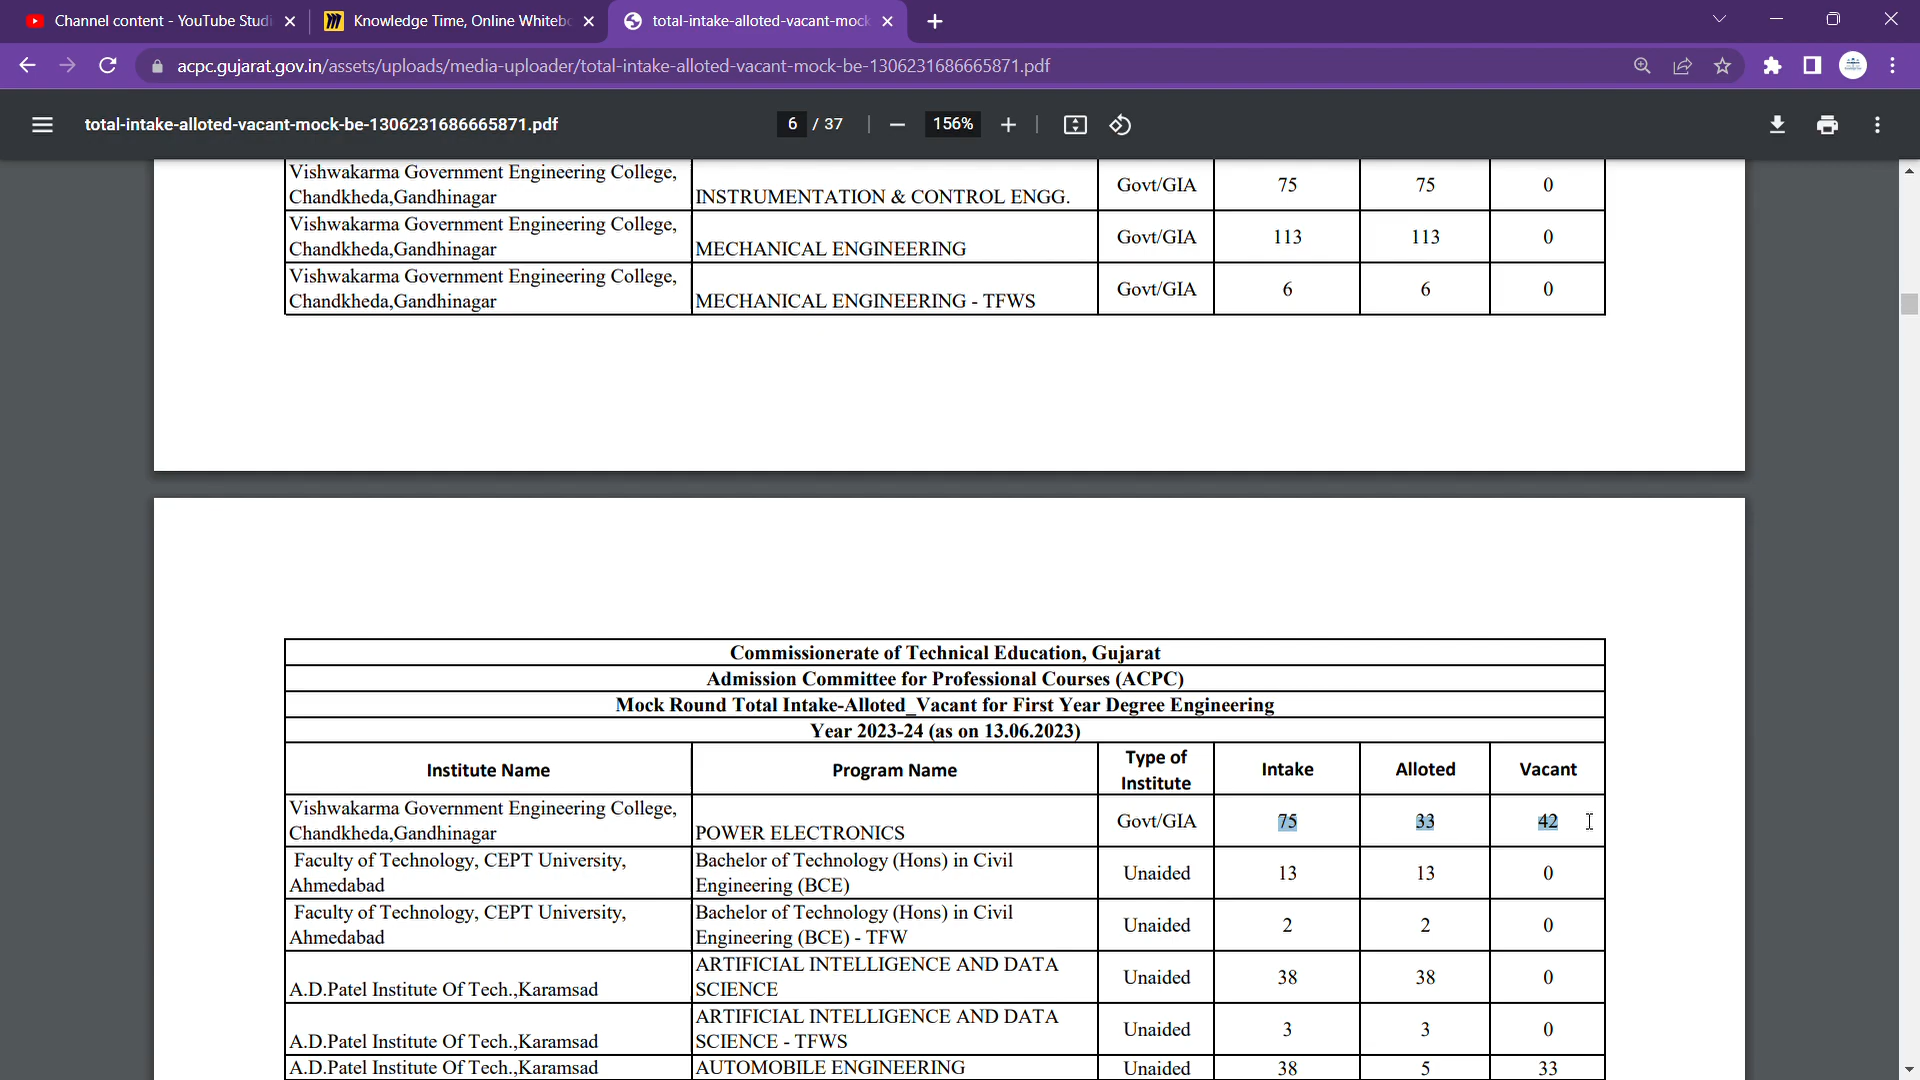 Channel content - YouTube Studi
Knowledge Time, Online Whitebo
total-intake-alloted-vacant-mock
acpc.gujarat.gov.in/assets/uploads/media-uploader/total-intake-alloted-vacant-mock-be-1306231686665871.pdf
total-intake-alloted-vacant-mock-be-1306231686665871.pdf 6 / 37 156%
Vishwakarma Government Engineering College,
Chandkheda,Gandhinagar INSTRUMENTATION & CONTROL ENGG. Govt/GIA 75 75 0
Vishwakarma Government Engineering College,
Chandkheda,Gandhinagar MECHANICAL ENGINEERING Govt/GIA 113 113 0
Vishwakarma Government Engineering College,
Chandkheda,Gandhinagar MECHANICAL ENGINEERING - TFWS Govt/GIA 6 6 0
Commissionerate of Technical Education, Gujarat
Admission Committee for Professional Courses (ACPC)
Mock Round Total Intake-Alloted_Vacant for First Year Degree Engineering
Year 2023-24 (as on 13.06.2023)
Institute Name Program Name Type of Institute Intake Alloted Vacant
Vishwakarma Government Engineering College,
Chandkheda,Gandhinagar POWER ELECTRONICS Govt/GIA 75 33 42
Faculty of Technology, CEPT University, Bachelor of Technology (Hons) in Civil
Ahmedabad Engineering (BCE) Unaided 13 13 0
Faculty of Technology, CEPT University, Bachelor of Technology (Hons) in Civil
Ahmedabad Engineering (BCE) - TFW Unaided 2 2 0
ARTIFICIAL INTELLIGENCE AND DATA
A.D.Patel Institute Of Tech.,Karamsad SCIENCE Unaided 38 38 0
ARTIFICIAL INTELLIGENCE AND DATA
A.D.Patel Institute Of Tech.,Karamsad SCIENCE - TFWS Unaided 3 3 0
A.D.Patel Institute Of Tech.,Karamsad AUTOMOBILE ENGINEERING Unaided 38 5 33